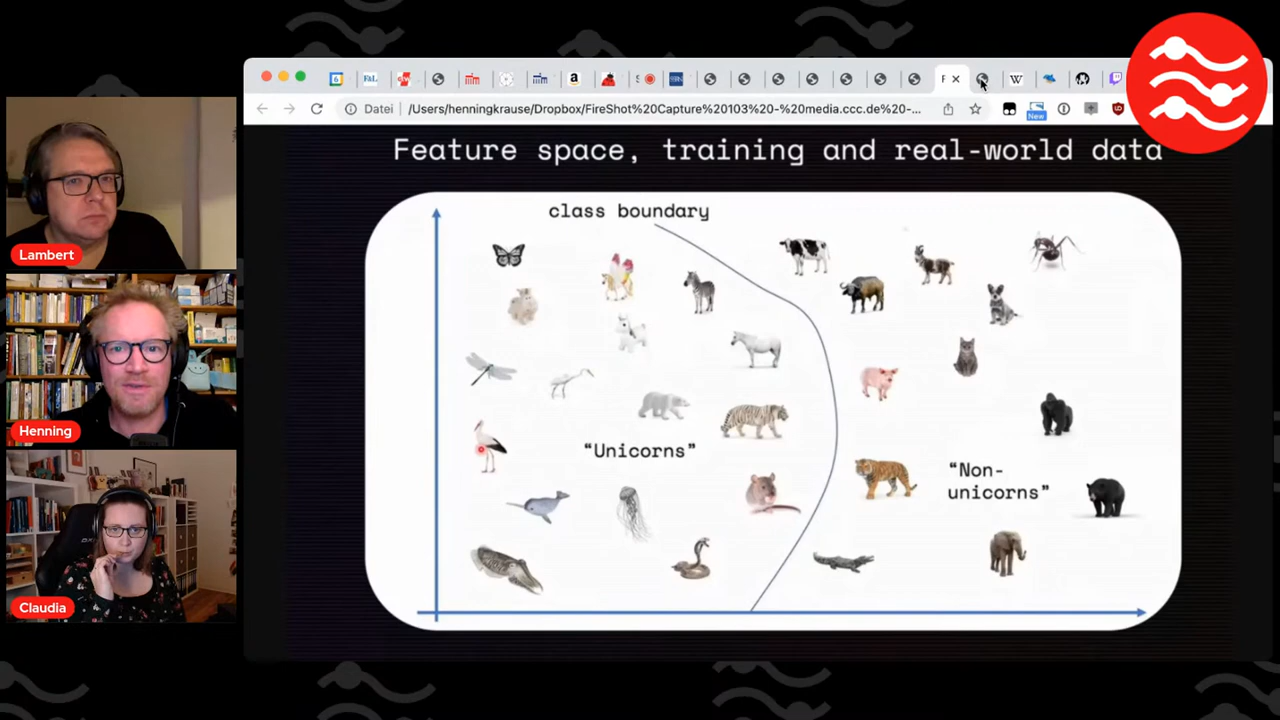 Datei
/Users/henningkrause/Dropbox/FireShot%20Capture%20103%20-%20media.ccc.de%20-...
New
Feature space, training and real-world data
class boundary
"Unicorns"
"Non-
unicorns"
Lambert
Henning
Claudia